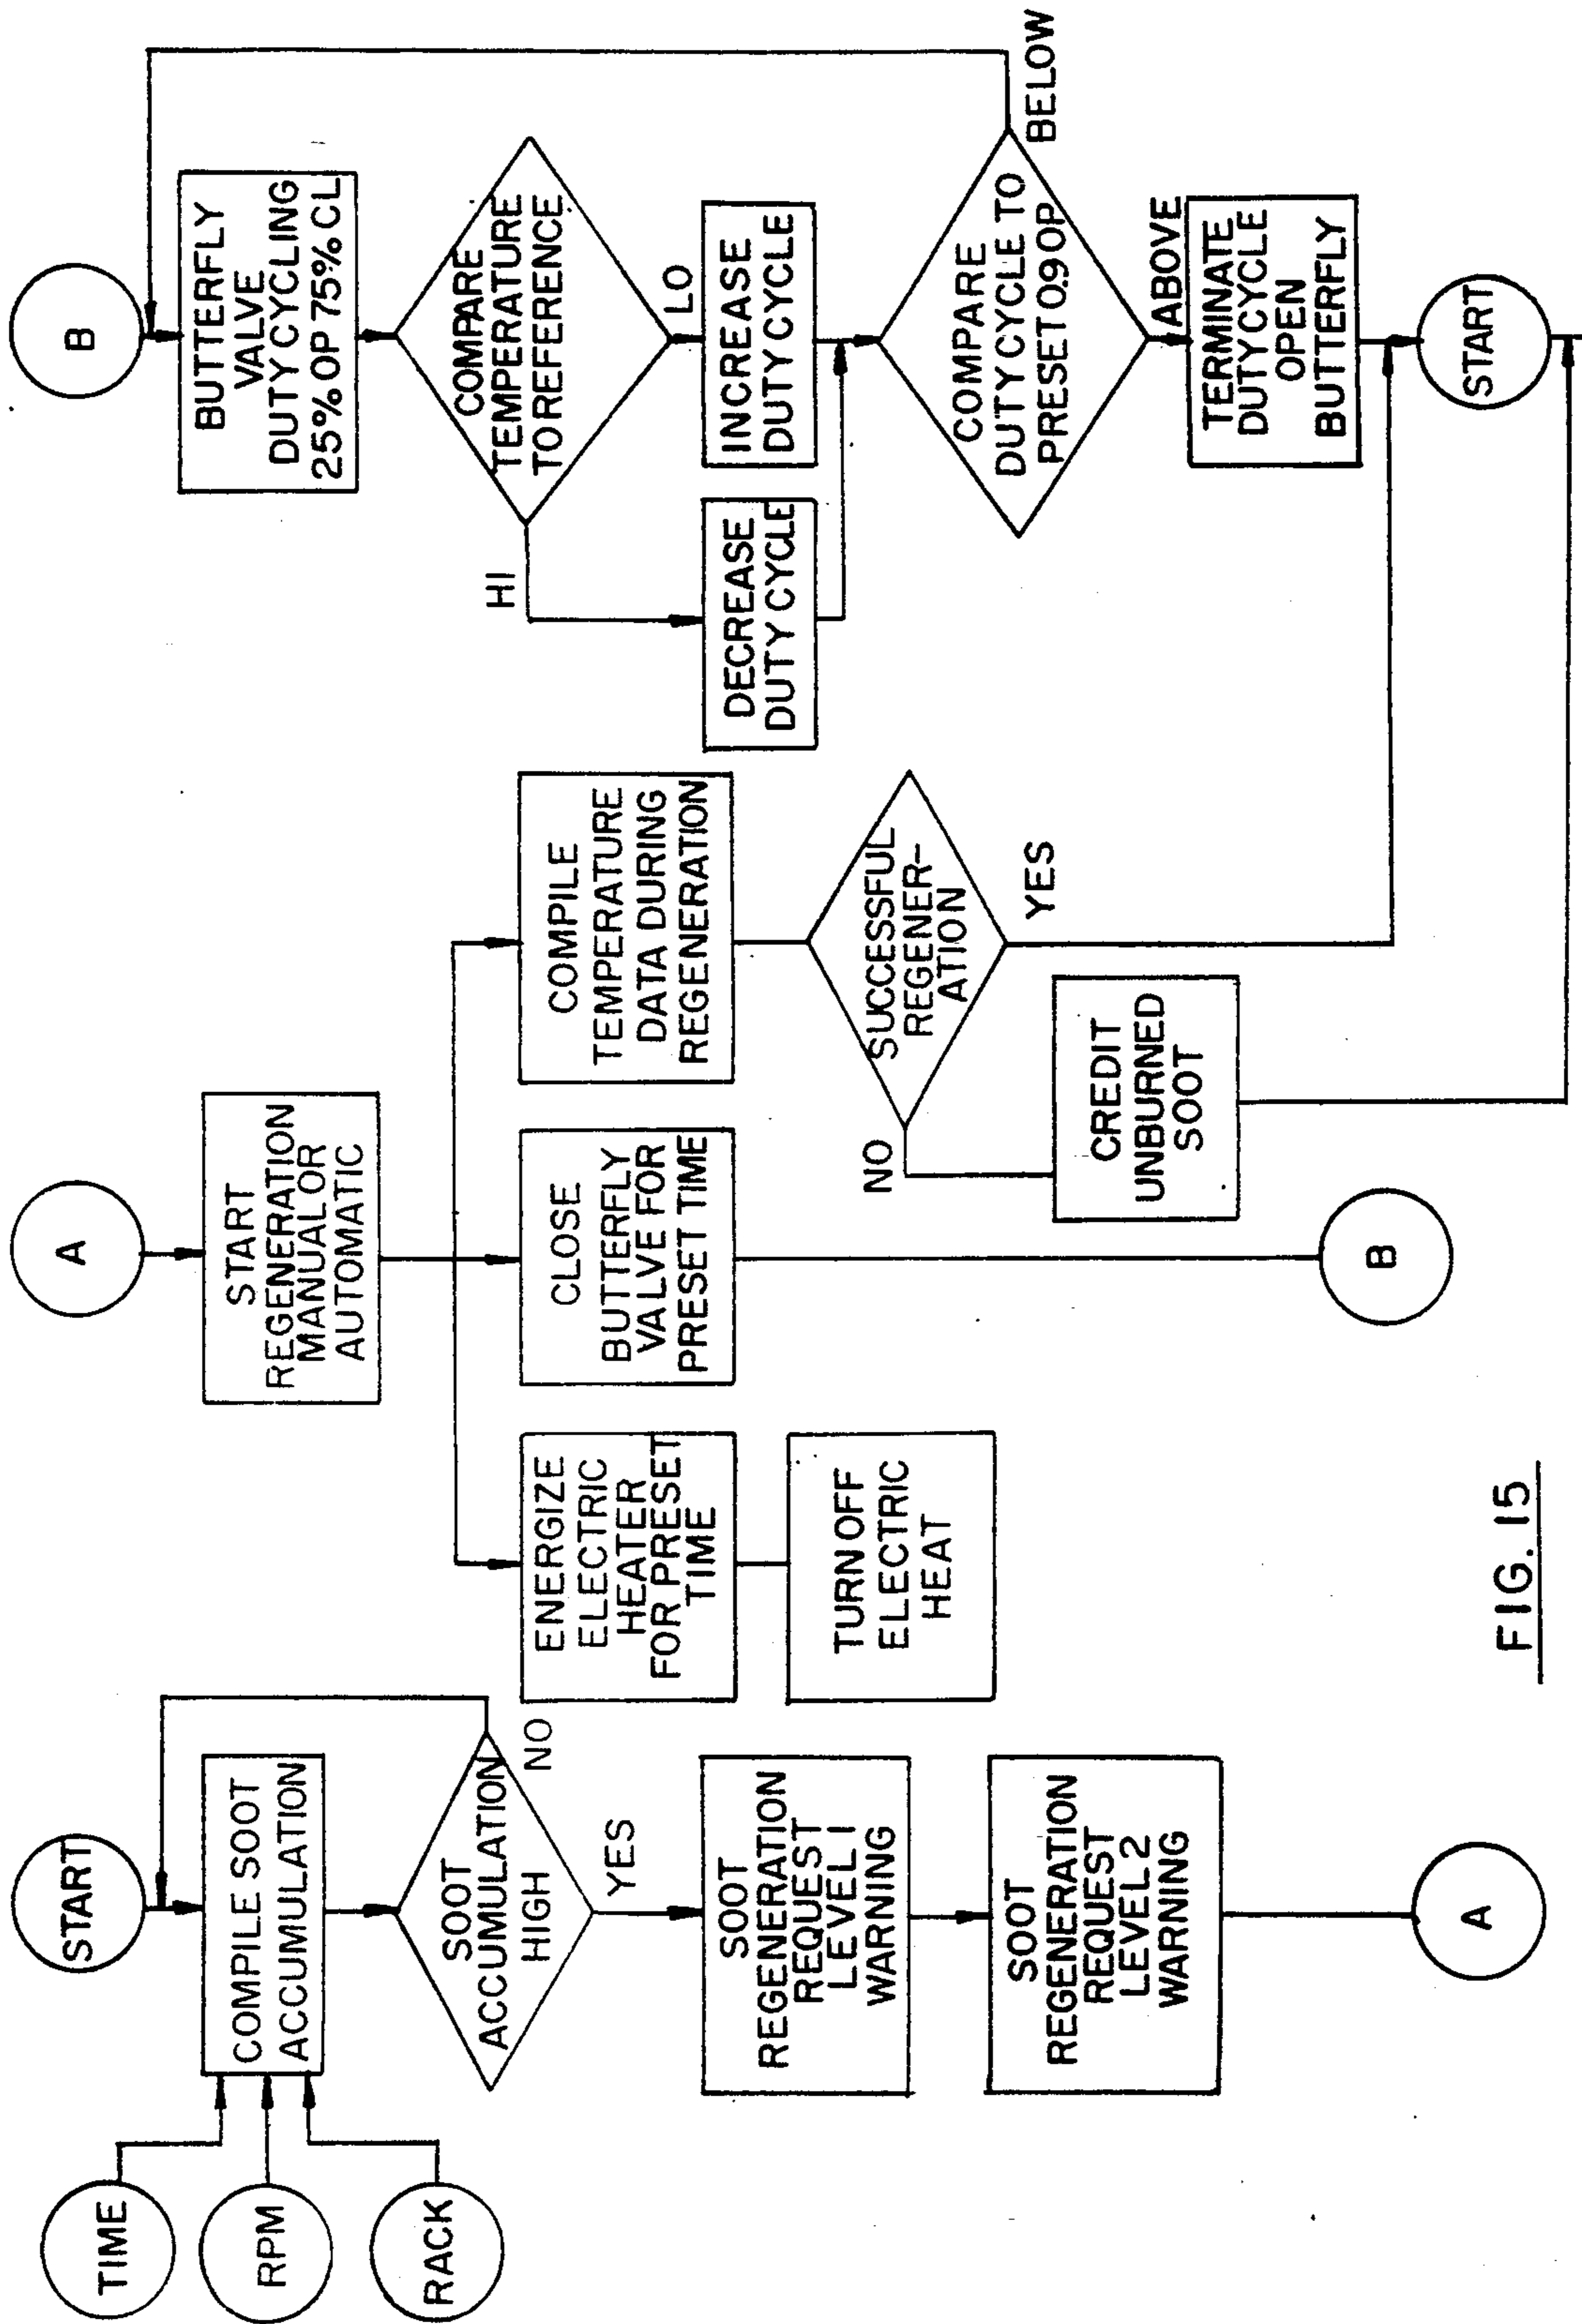 START
TIME
RPM
RACK
COMPILE SOOT
ACCUMULATION
SOOT
ACCUMULATION
HIGH
NO
YES
SOOT
REGENERATION
REQUEST
LEVEL 1
WARNING
SOOT
REGENERATION
REQUEST
LEVEL 2
WARNING
A
A
START
REGENERATION
MANUAL OR
AUTOMATIC
ENERGIZE
ELECTRIC
HEATER
FOR PRESET
TIME
TURN OFF
ELECTRIC
HEAT
CLOSE
BUTTERFLY
VALVE FOR
PRESET TIME
B
COMPILE
TEMPERATURE
DATA DURING
REGENERATION
SUCCESSFUL
REGENER-
ATION
NO
YES
CREDIT
UNBURNED
SOOT
B
BUTTERFLY
VALVE
DUTY CYCLING
25% OP 75% CL
COMPARE
TEMPERATURE
TO REFERENCE
HI
LO
DECREASE
DUTY CYCLE
INCREASE
DUTY CYCLE
COMPARE
DUTY CYCLE TO
PRESET 0.9 OP
BELOW
ABOVE
TERMINATE
DUTY CYCLE
OPEN
BUTTERFLY
START
FIG. 15